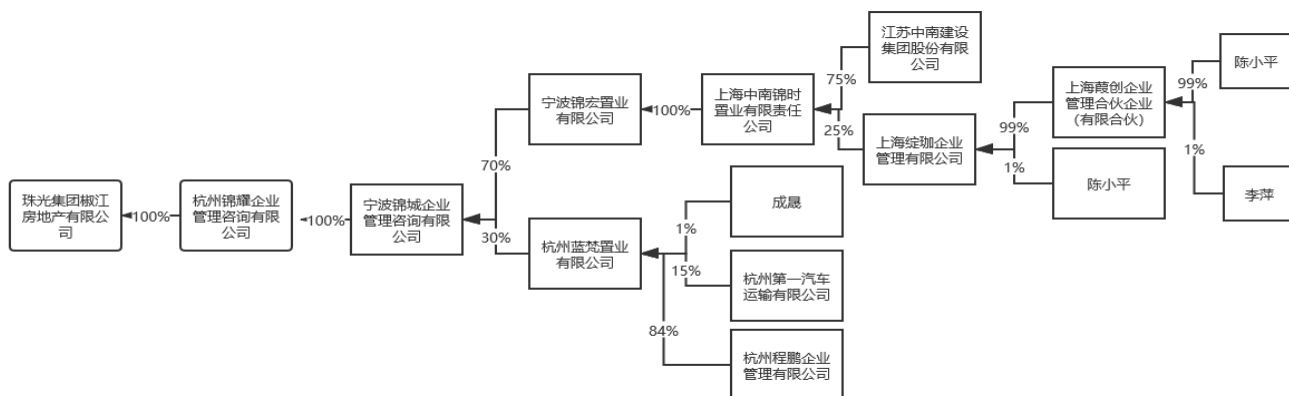 珠光集团椒江
房地产有限公
司
100%
杭州锦耀企业
管理咨询有限
公司
100%
宁波锦城企业
管理咨询有限
公司
70%
30%
宁波锦宏置业
有限公司
100%
上海中南锦时
置业有限责任
公司
75%
25%
江苏中南建设
集团股份有限
公司
上海绽珈企业
管理有限公司
99%
1%
上海葭创企业
管理合伙企业
(有限合伙)
陈小平
99%
1%
陈小平
李萍
杭州蓝梵置业
有限公司
1%
15%
84%
成晟
杭州第一汽车
运输有限公司
杭州程鹏企业
管理有限公司